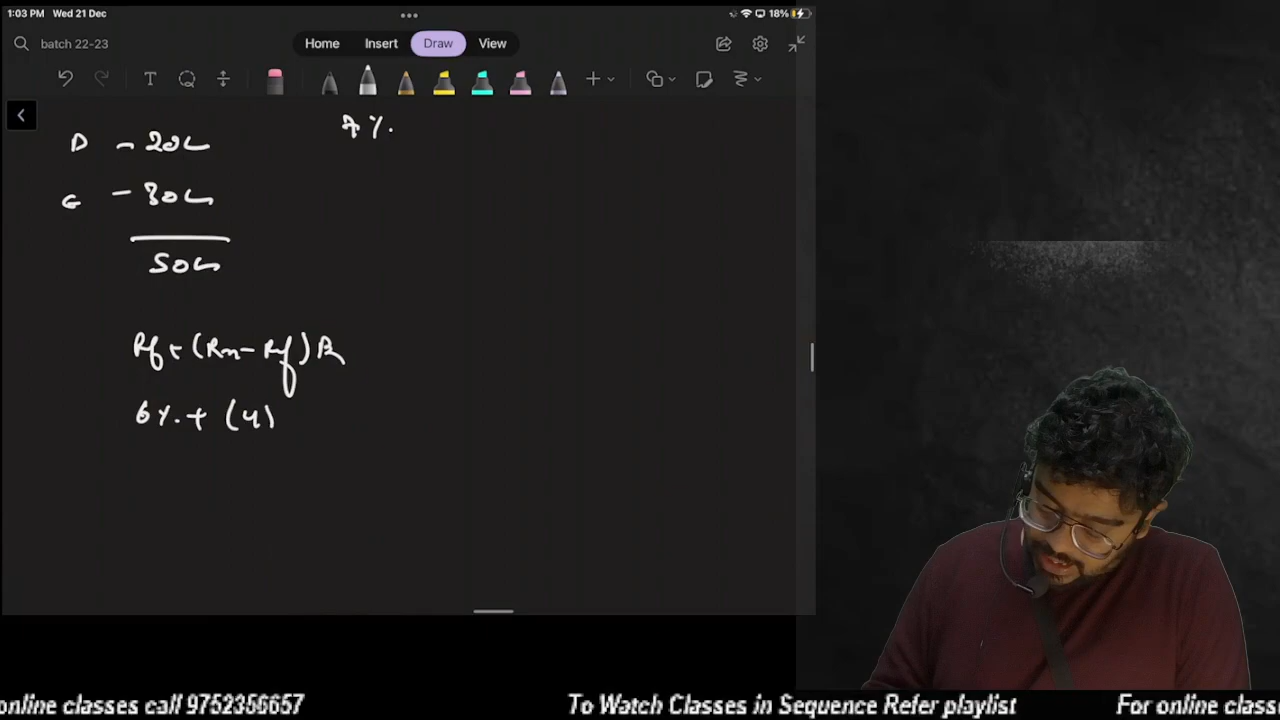 1:03 PM Wed 21 Dec
18%
batch 22-23
Home Insert Draw View
7%.
D - 20L
E - 30L
50L
Rf + (Rm - Rf) B
6%. + (4)
online classes call 9752356657 To Watch Classes in Sequence Refer playlist For online class